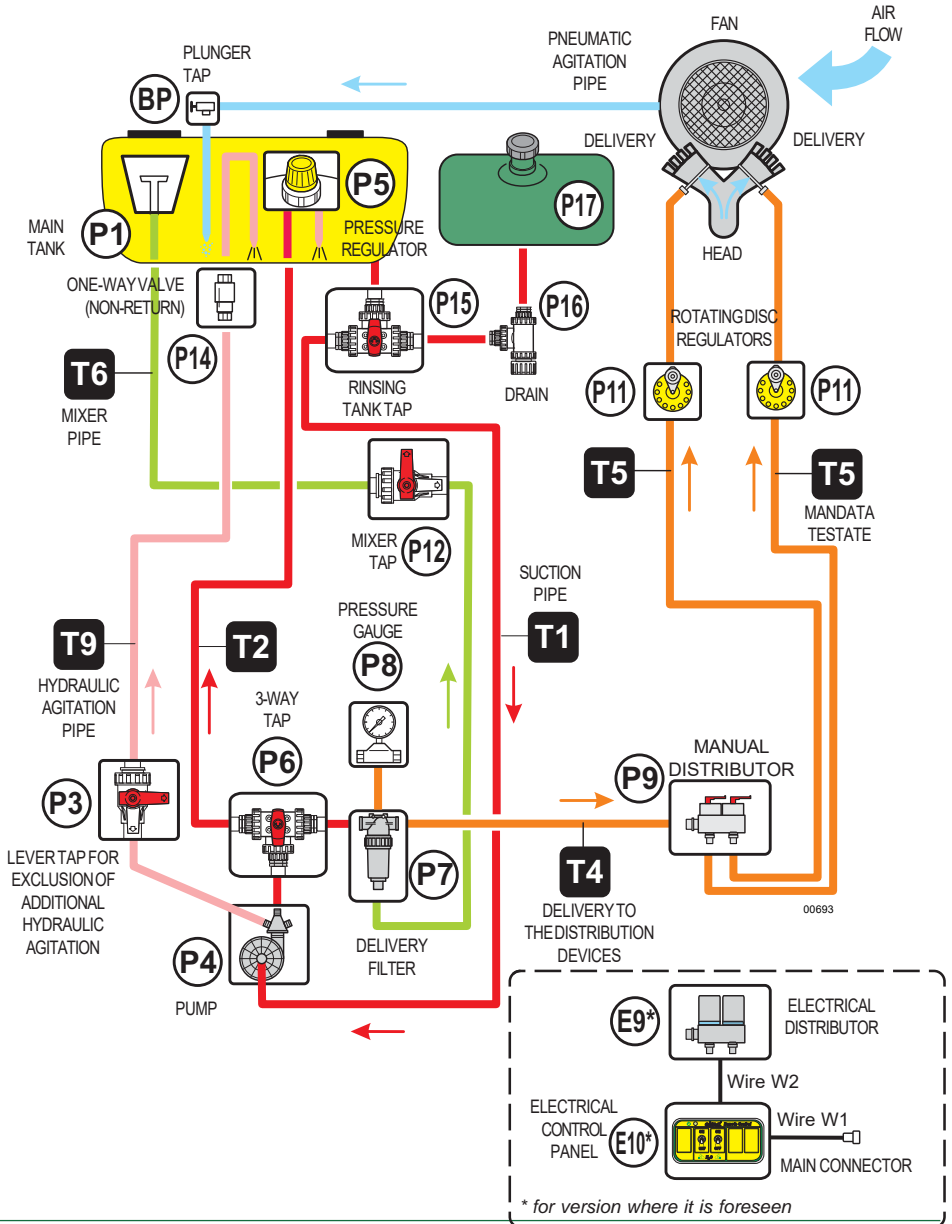 FAN
AIR
FLOW
PNEUMATIC
AGITATION
PIPE
PLUNGER
TAP
BP
DELIVERY
DELIVERY
P5
P17
MAIN
TANK
P1
PRESSURE
REGULATOR
HEAD
ONE-WAY VALVE
(NON-RETURN)
P15
P16
ROTATING DISC
REGULATORS
P14
T6
MIXER
PIPE
RINSING
TANK TAP
DRAIN
P11
P11
T5
T5
MANDATA
TESTATE
MIXER
TAP
P12
SUCTION
PIPE
T1
PRESSURE
GAUGE
P8
T9
T2
HYDRAULIC
AGITATION
PIPE
3-WAY
TAP
P6
MANUAL
DISTRIBUTOR
P9
P3
LEVER TAP FOR
EXCLUSION OF
ADDITIONAL
HYDRAULIC
AGITATION
P7
T4
DELIVERY TO
THE DISTRIBUTION
DEVICES
00693
P4
PUMP
DELIVERY
FILTER
E9*
ELECTRICAL
DISTRIBUTOR
Wire W2
ELECTRICAL
CONTROL
PANEL
E10*
Wire W1
MAIN CONNECTOR
* for version where it is foreseen